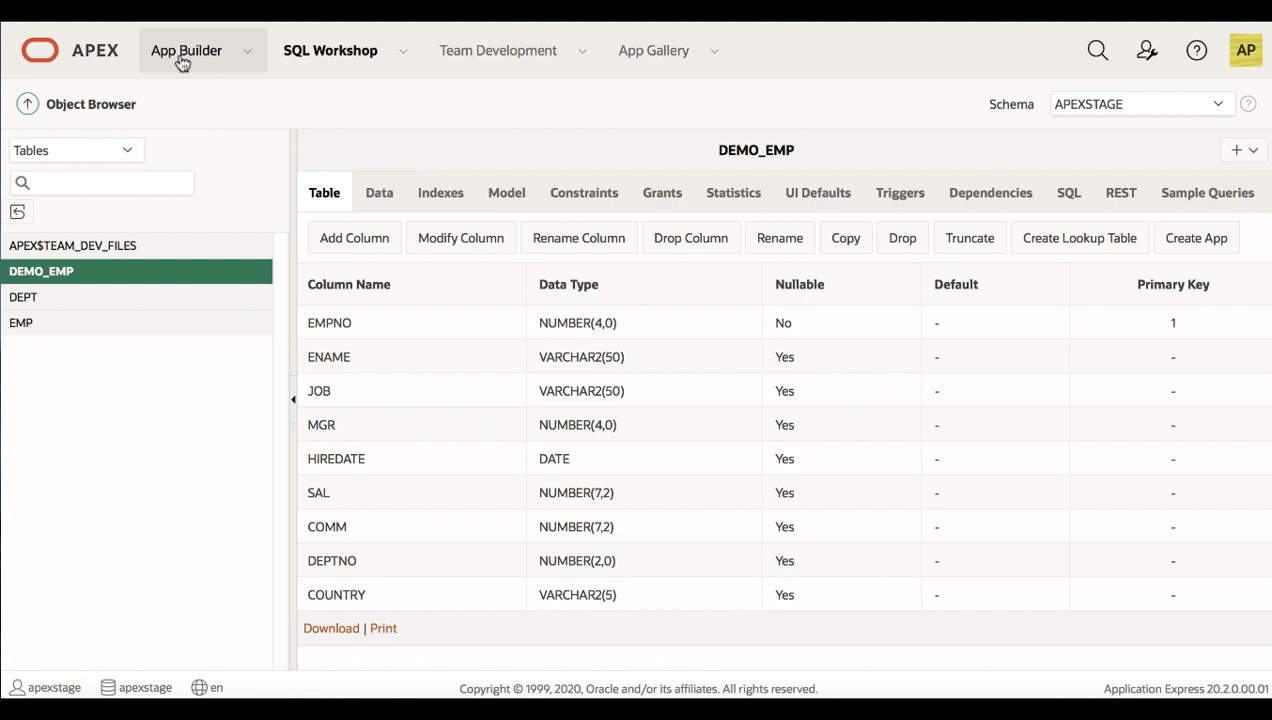 APEX App Builder SQL Workshop Team Development App Gallery AP
Object Browser Schema APEXSTAGE
Tables DEMO_EMP
Table Data Indexes Model Constraints Grants Statistics UI Defaults Triggers Dependencies SQL REST Sample Queries
Add Column Modify Column Rename Column Drop Column Rename Copy Drop Truncate Create Lookup Table Create App
APEX$TEAM_DEV_FILES
DEMO_EMP
DEPT
EMP
Column Name Data Type Nullable Default Primary Key
EMPNO NUMBER(4,0) No - 1
ENAME VARCHAR2(50) Yes - -
JOB VARCHAR2(50) Yes - -
MGR NUMBER(4,0) Yes - -
HIREDATE DATE Yes - -
SAL NUMBER(7,2) Yes - -
COMM NUMBER(7,2) Yes - -
DEPTNO NUMBER(2,0) Yes - -
COUNTRY VARCHAR2(5) Yes - -
Download | Print
apexstage apexstage en Copyright © 1999, 2020, Oracle and/or its affiliates. All rights reserved. Application Express 20.2.0.00.01